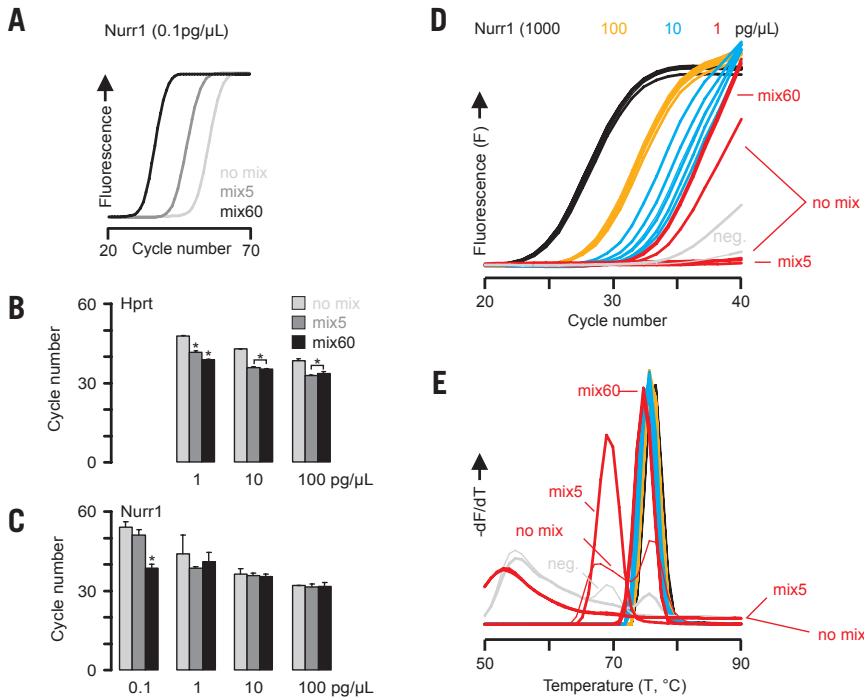 A
Nurr1 (0.1pg/µL)
Fluorescence
no mix
mix5
mix60
20 Cycle number 70
B
Hprt
60
30
0
Cycle number
no mix
mix5
mix60
* *
*
*
1 10 100 pg/µL
C
Nurr1
60
30
0
Cycle number
*
0.1 1 10 100 pg/µL
D
Nurr1 (1000 100 10 1 pg/µL)
Fluorescence (F)
mix60
no mix
neg.
mix5
20 30 40
Cycle number
E
-dF/dT
mix60
mix5
no mix
neg.
mix5
no mix
50 70 90
Temperature (T, °C)